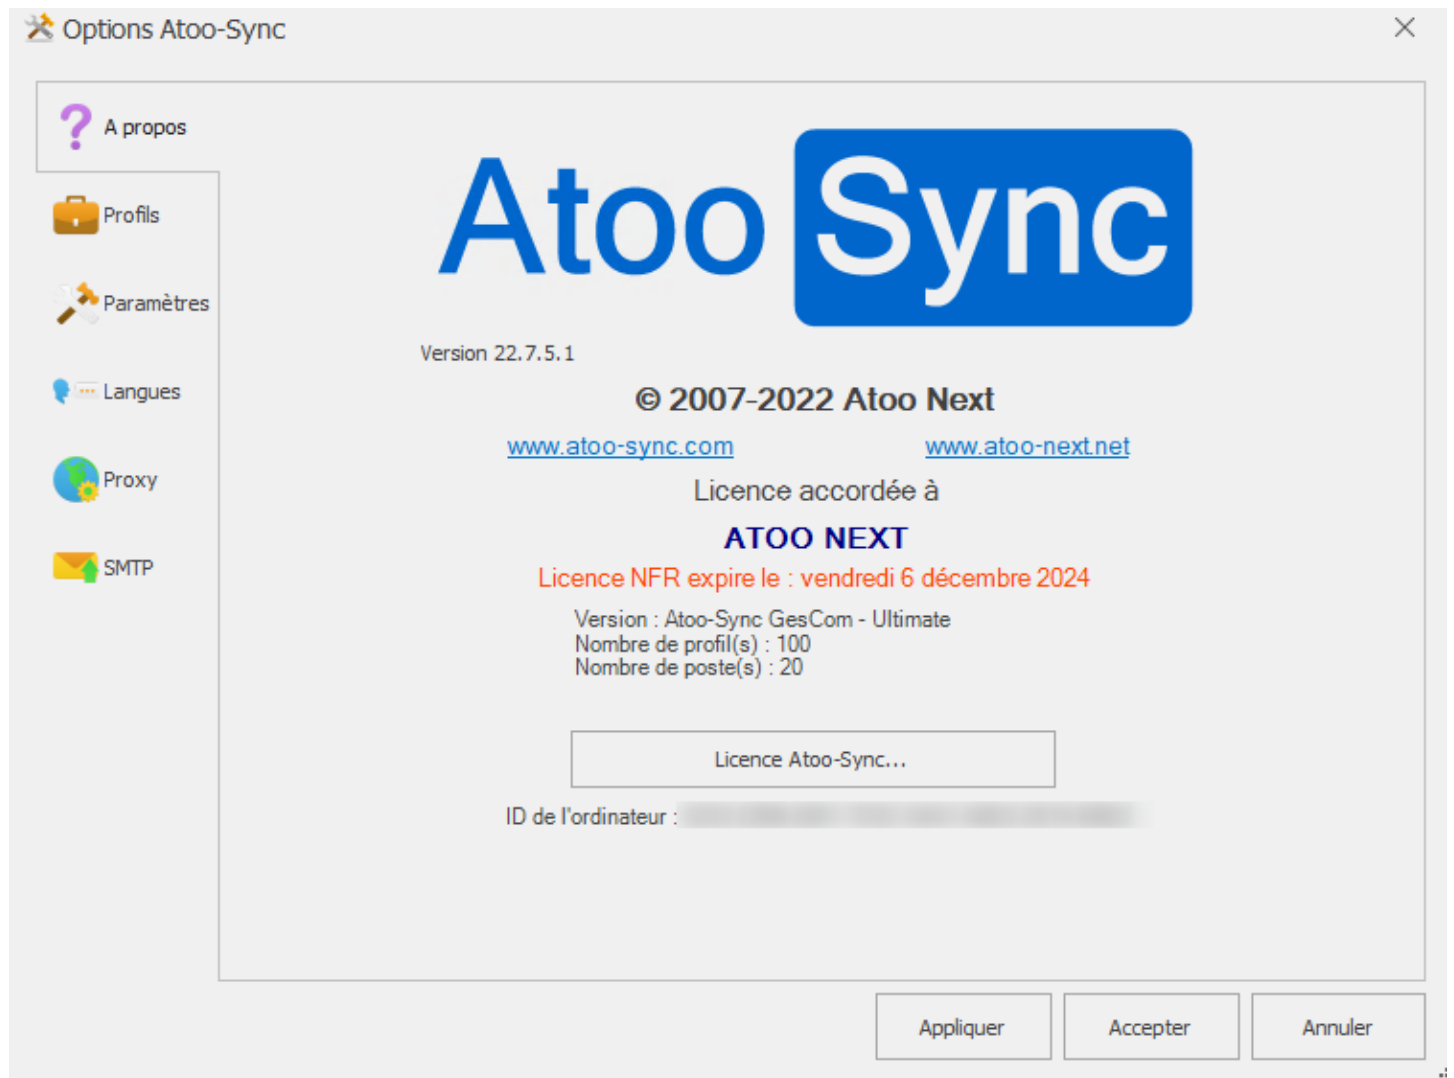 Options Atoo-Sync
A propos
Profils
Paramètres
Langues
Proxy
SMTP
Atoo Sync
Version 22.7.5.1
© 2007-2022 Atoo Next
www.atoo-sync.com www.atoo-next.net
Licence accordée à
ATOO NEXT
Licence NFR expire le : vendredi 6 décembre 2024
Version : Atoo-Sync GesCom - Ultimate
Nombre de profil(s) : 100
Nombre de poste(s) : 20
Licence Atoo-Sync...
ID de l'ordinateur :
Appliquer Accepter Annuler